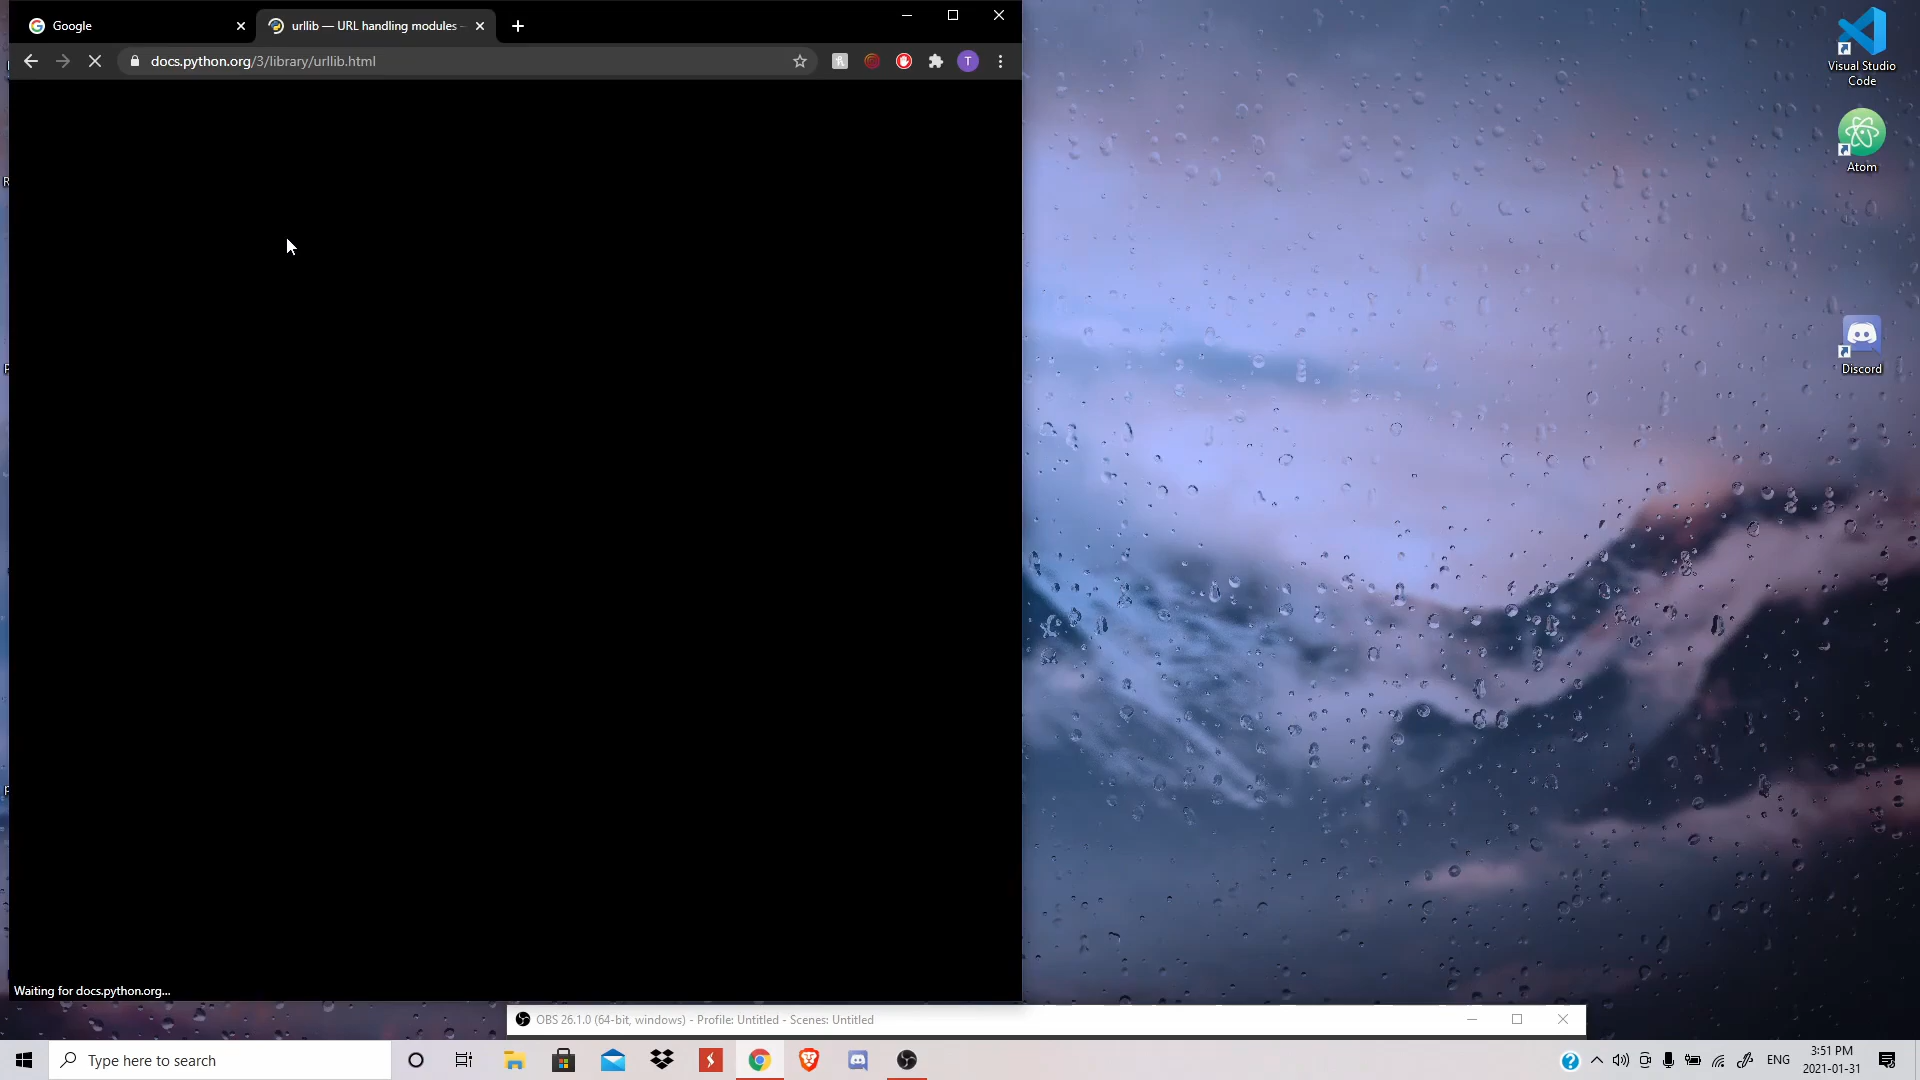 Google
urllib — URL handling modules -
docs.python.org/3/library/urllib.html
T
Visual Studio
Code
Atom
Discord
Waiting for docs.python.org...
OBS 26.1.0 (64-bit, windows) - Profile: Untitled - Scenes: Untitled
Type here to search
ENG
3:51 PM
2021-01-31